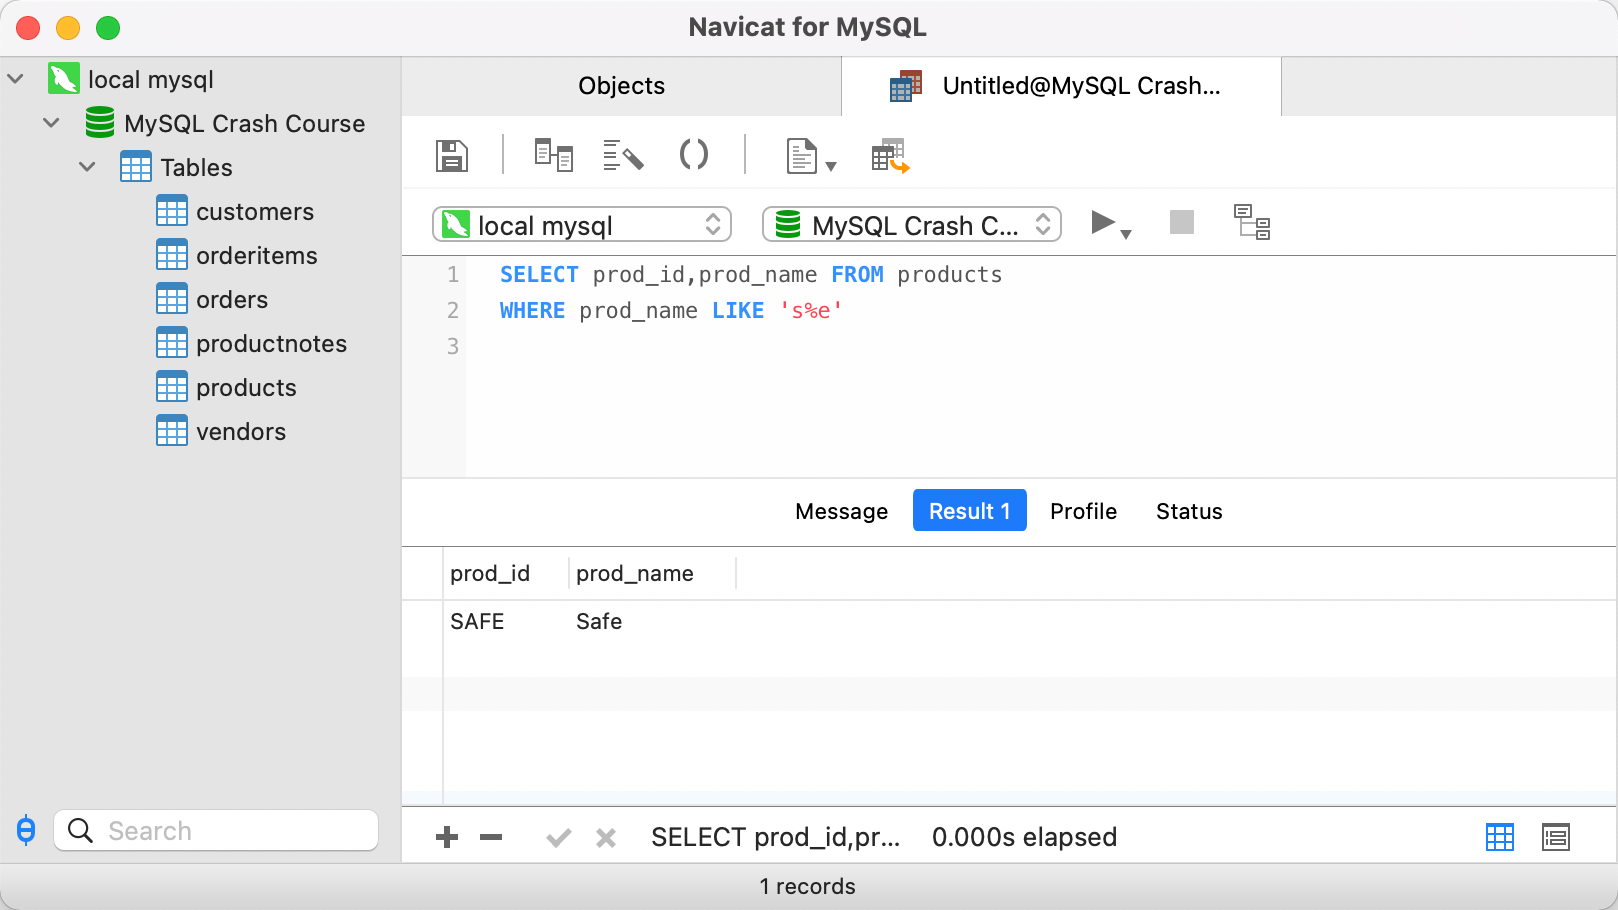 Navicat for MySQL
local mysql
MySQL Crash Course
Tables
customers
orderitems
orders
productnotes
products
vendors
Search
Objects
Untitled@MySQL Crash...
local mysql
MySQL Crash C...
1 SELECT prod_id,prod_name FROM products
2 WHERE prod_name LIKE 's%e'
3
Message Result 1 Profile Status
prod_id prod_name
SAFE Safe
SELECT prod_id,pr... 0.000s elapsed
1 records